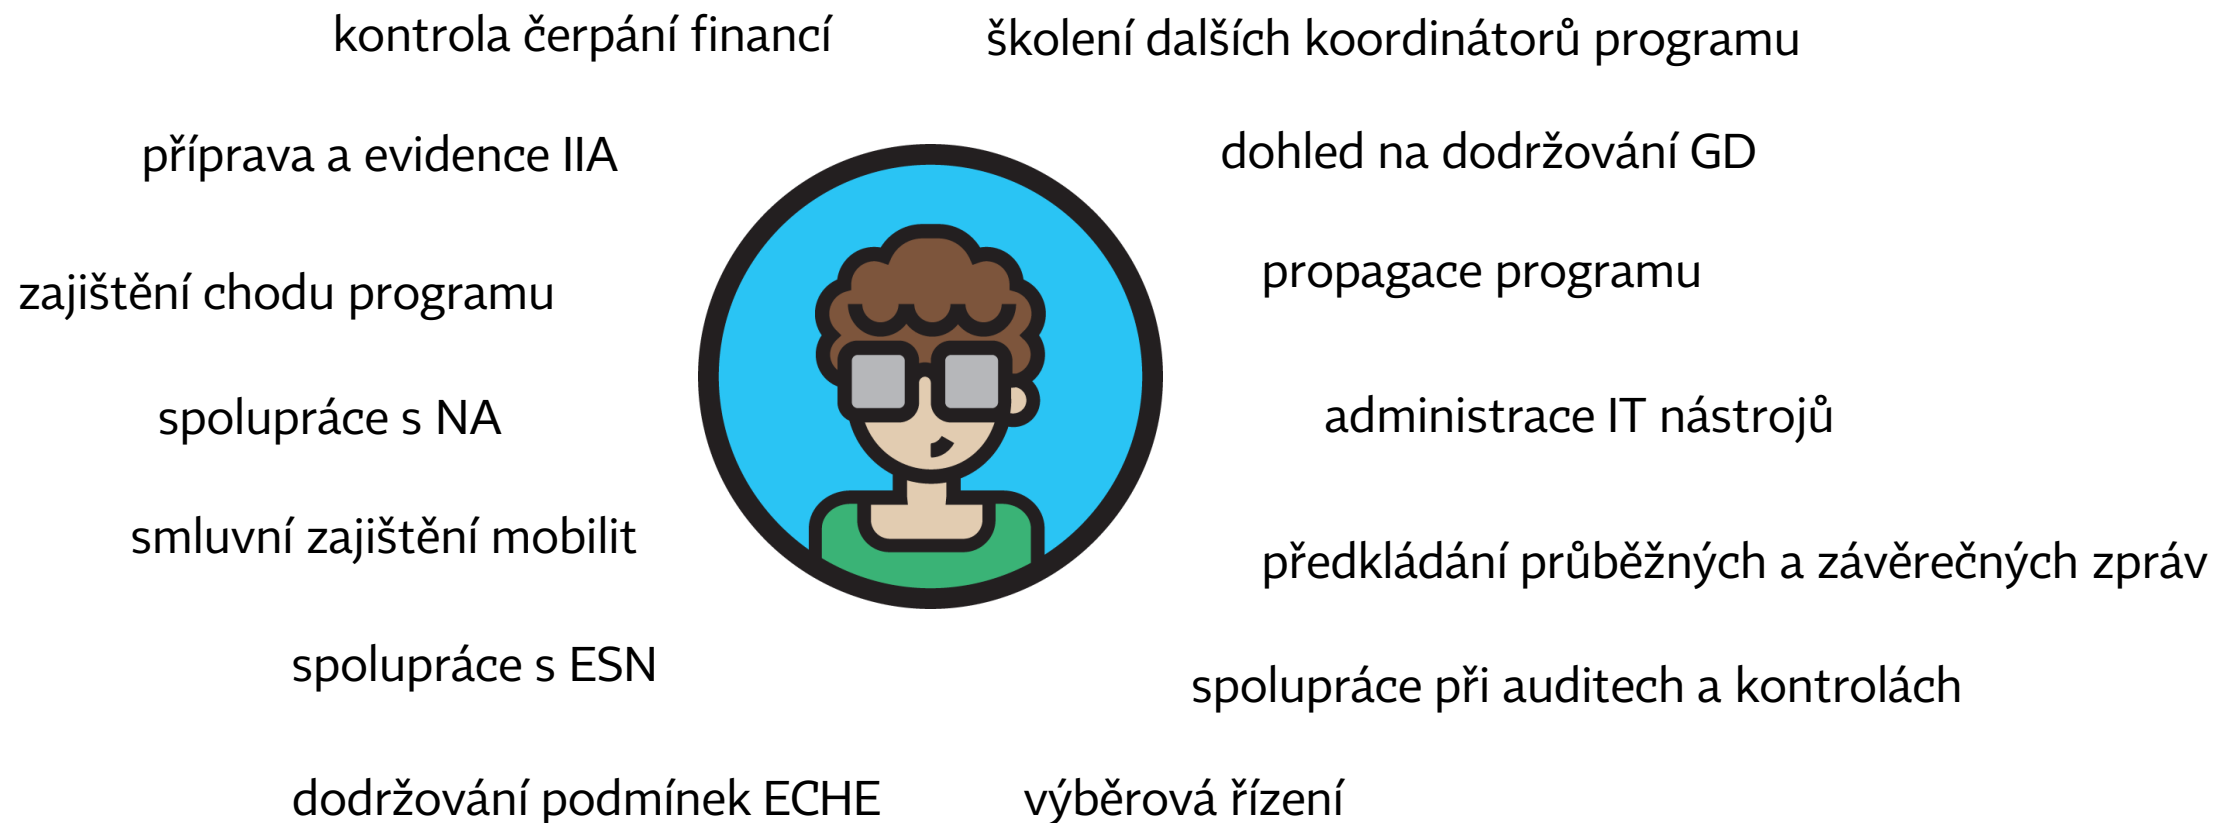 kontrola čerpání financí
školení dalších koordinátorů programu
příprava a evidence IIA
dohled na dodržování GD
zajištění chodu programu
propagace programu
spolupráce s NA
administrace IT nástrojů
smluvní zajištění mobilit
předkládání průběžných a závěrečných zpráv
spolupráce s ESN
spolupráce při auditech a kontrolách
dodržování podmínek ECHE
výběrová řízení